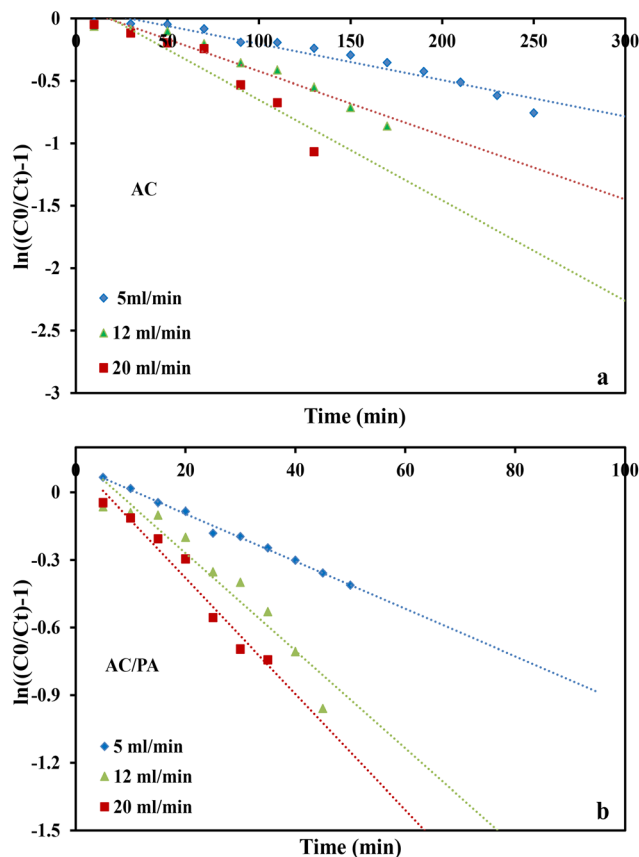 0 50 100 150 200 250 300
0
-0.5
-1
-1.5
-2
-2.5
-3
ln((C0/Ct)-1)
AC
5ml/min
12 ml/min
20 ml/min
a
Time (min)
0 20 40 60 80 100
0
-0.3
-0.6
-0.9
-1.2
-1.5
ln((C0/Ct)-1)
AC/PA
5 ml/min
12 ml/min
20 ml/min
b
Time (min)